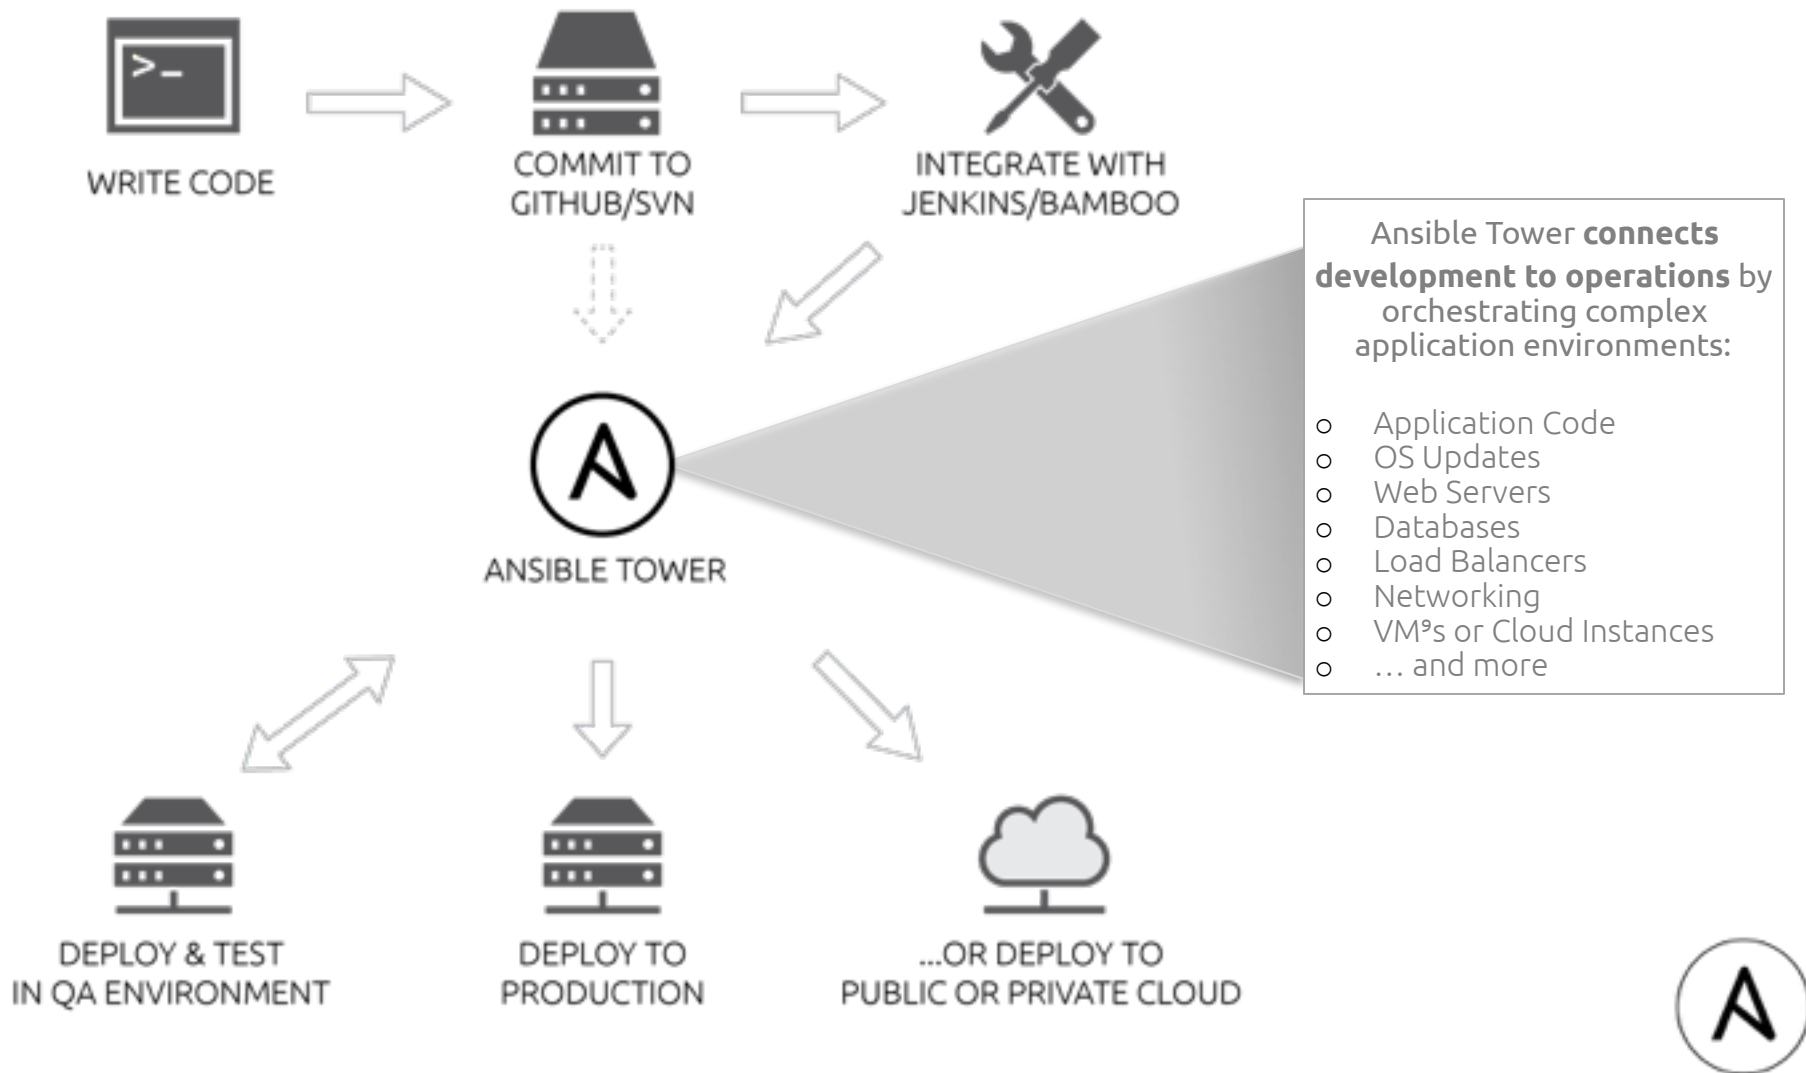 >_
WRITE CODE
COMMIT TO
GITHUB/SVN
INTEGRATE WITH
JENKINS/BAMBOO
Ansible Tower connects
development to operations by
orchestrating complex
application environments:
o Application Code
o OS Updates
o Web Servers
o Databases
o Load Balancers
o Networking
o VM⁹s or Cloud Instances
o … and more
ANSIBLE TOWER
DEPLOY & TEST
IN QA ENVIRONMENT
DEPLOY TO
PRODUCTION
...OR DEPLOY TO
PUBLIC OR PRIVATE CLOUD